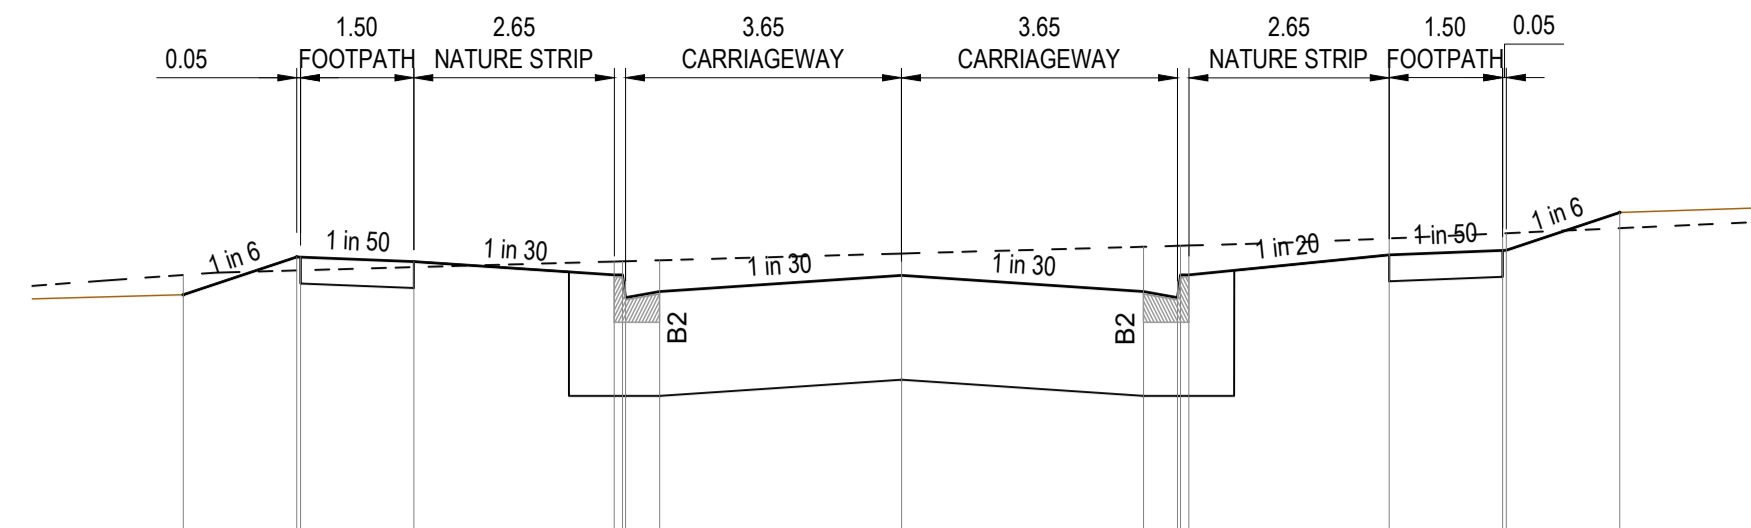 1.50
2.65
3.65
3.65
2.65
1.50
0.05
0.05
FOOTPATH
NATURE STRIP
CARRIAGEWAY
CARRIAGEWAY
NATURE STRIP
FOOTPATH
1 in 6
1 in 50
1 in 30
1 in 30
1 in 30
1 in 20
1 in 50
1 in 6
B2
B2